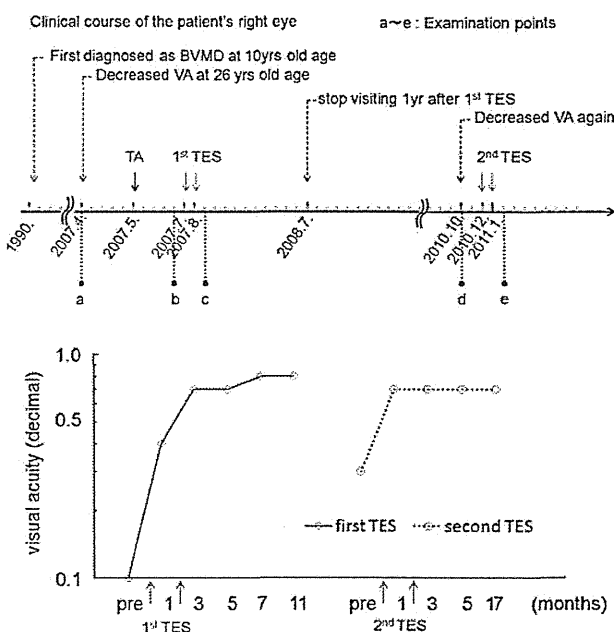 Clinical course of the patient's right eye
a~e : Examination points
First diagnosed as BVMD at 10yrs old age
Decreased VA at 26 yrs old age
stop visiting 1yr after 1st TES
Decreased VA again
TA
1st TES
2nd TES
1990.
2007.4.
2007.5.
2007.7.
2007.8.
2008.7.
2010.10.
2010.12.
2011.1.
a
b
c
d
e
visual acuity (decimal)
1.0
0.5
0.1
first TES
second TES
pre 1 3 5 7 11
pre 1 3 5 17 (months)
1st TES
2nd TES